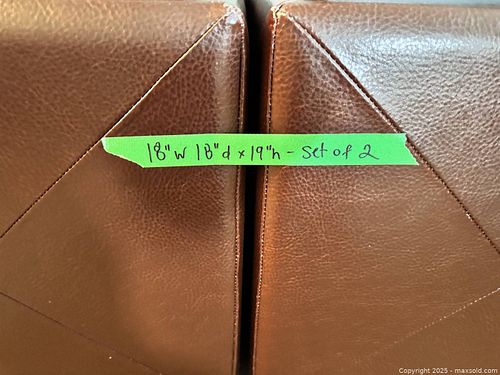 18"w 18"d x 19"h - Set of 2
Copyright 2025 - maxsold.com